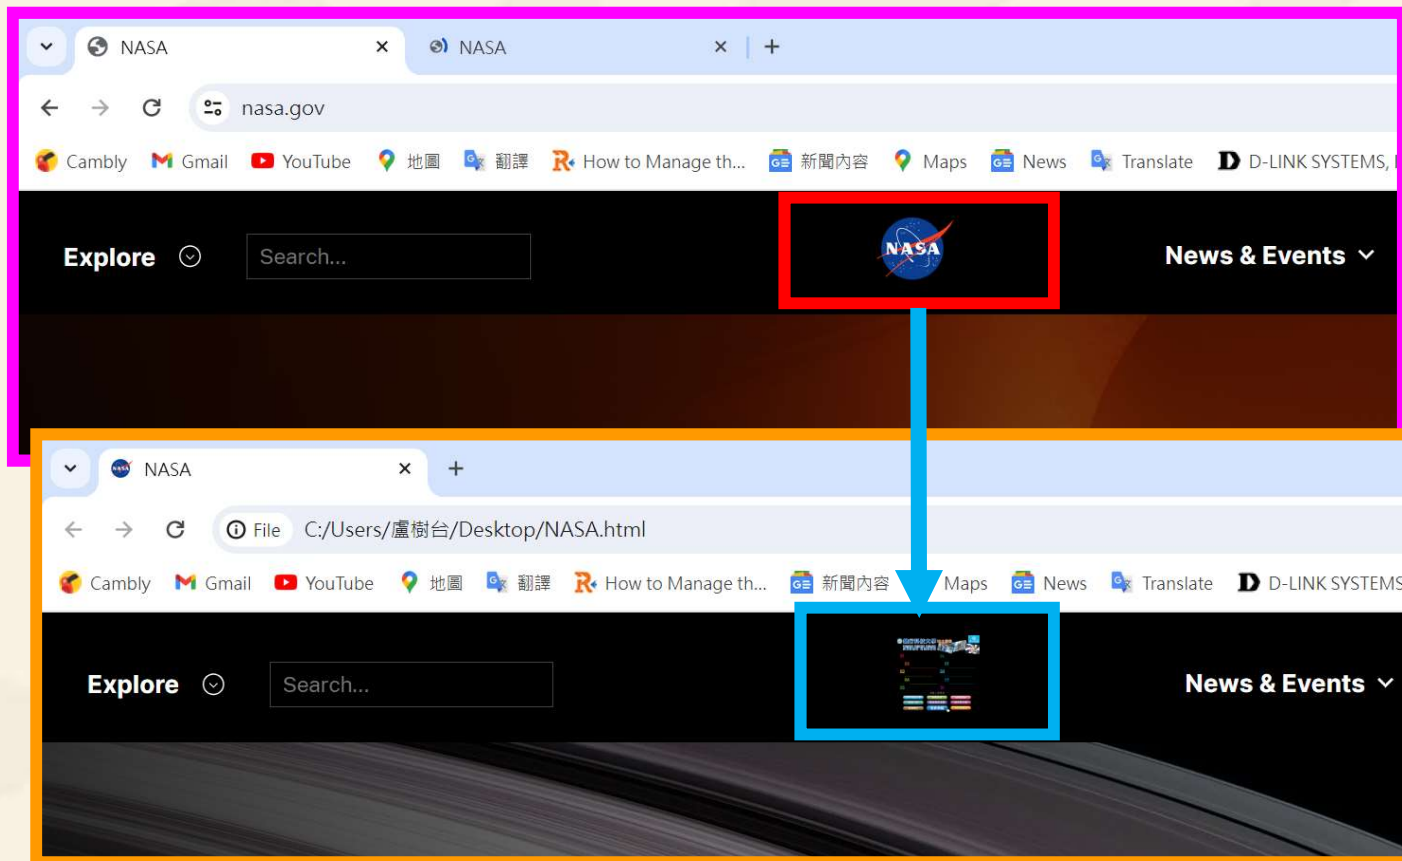 NASA NASA
nasa.gov
Cambly Gmail YouTube 地圖 翻譯 How to Manage th... 新聞內容 Maps News Translate D-LINK SYSTEMS,
Explore Search... NASA News & Events
NASA
File C:/Users/盧樹台/Desktop/NASA.html
Cambly Gmail YouTube 地圖 翻譯 How to Manage th... 新聞內容 Maps News Translate D-LINK SYSTEMS
Explore Search... News & Events